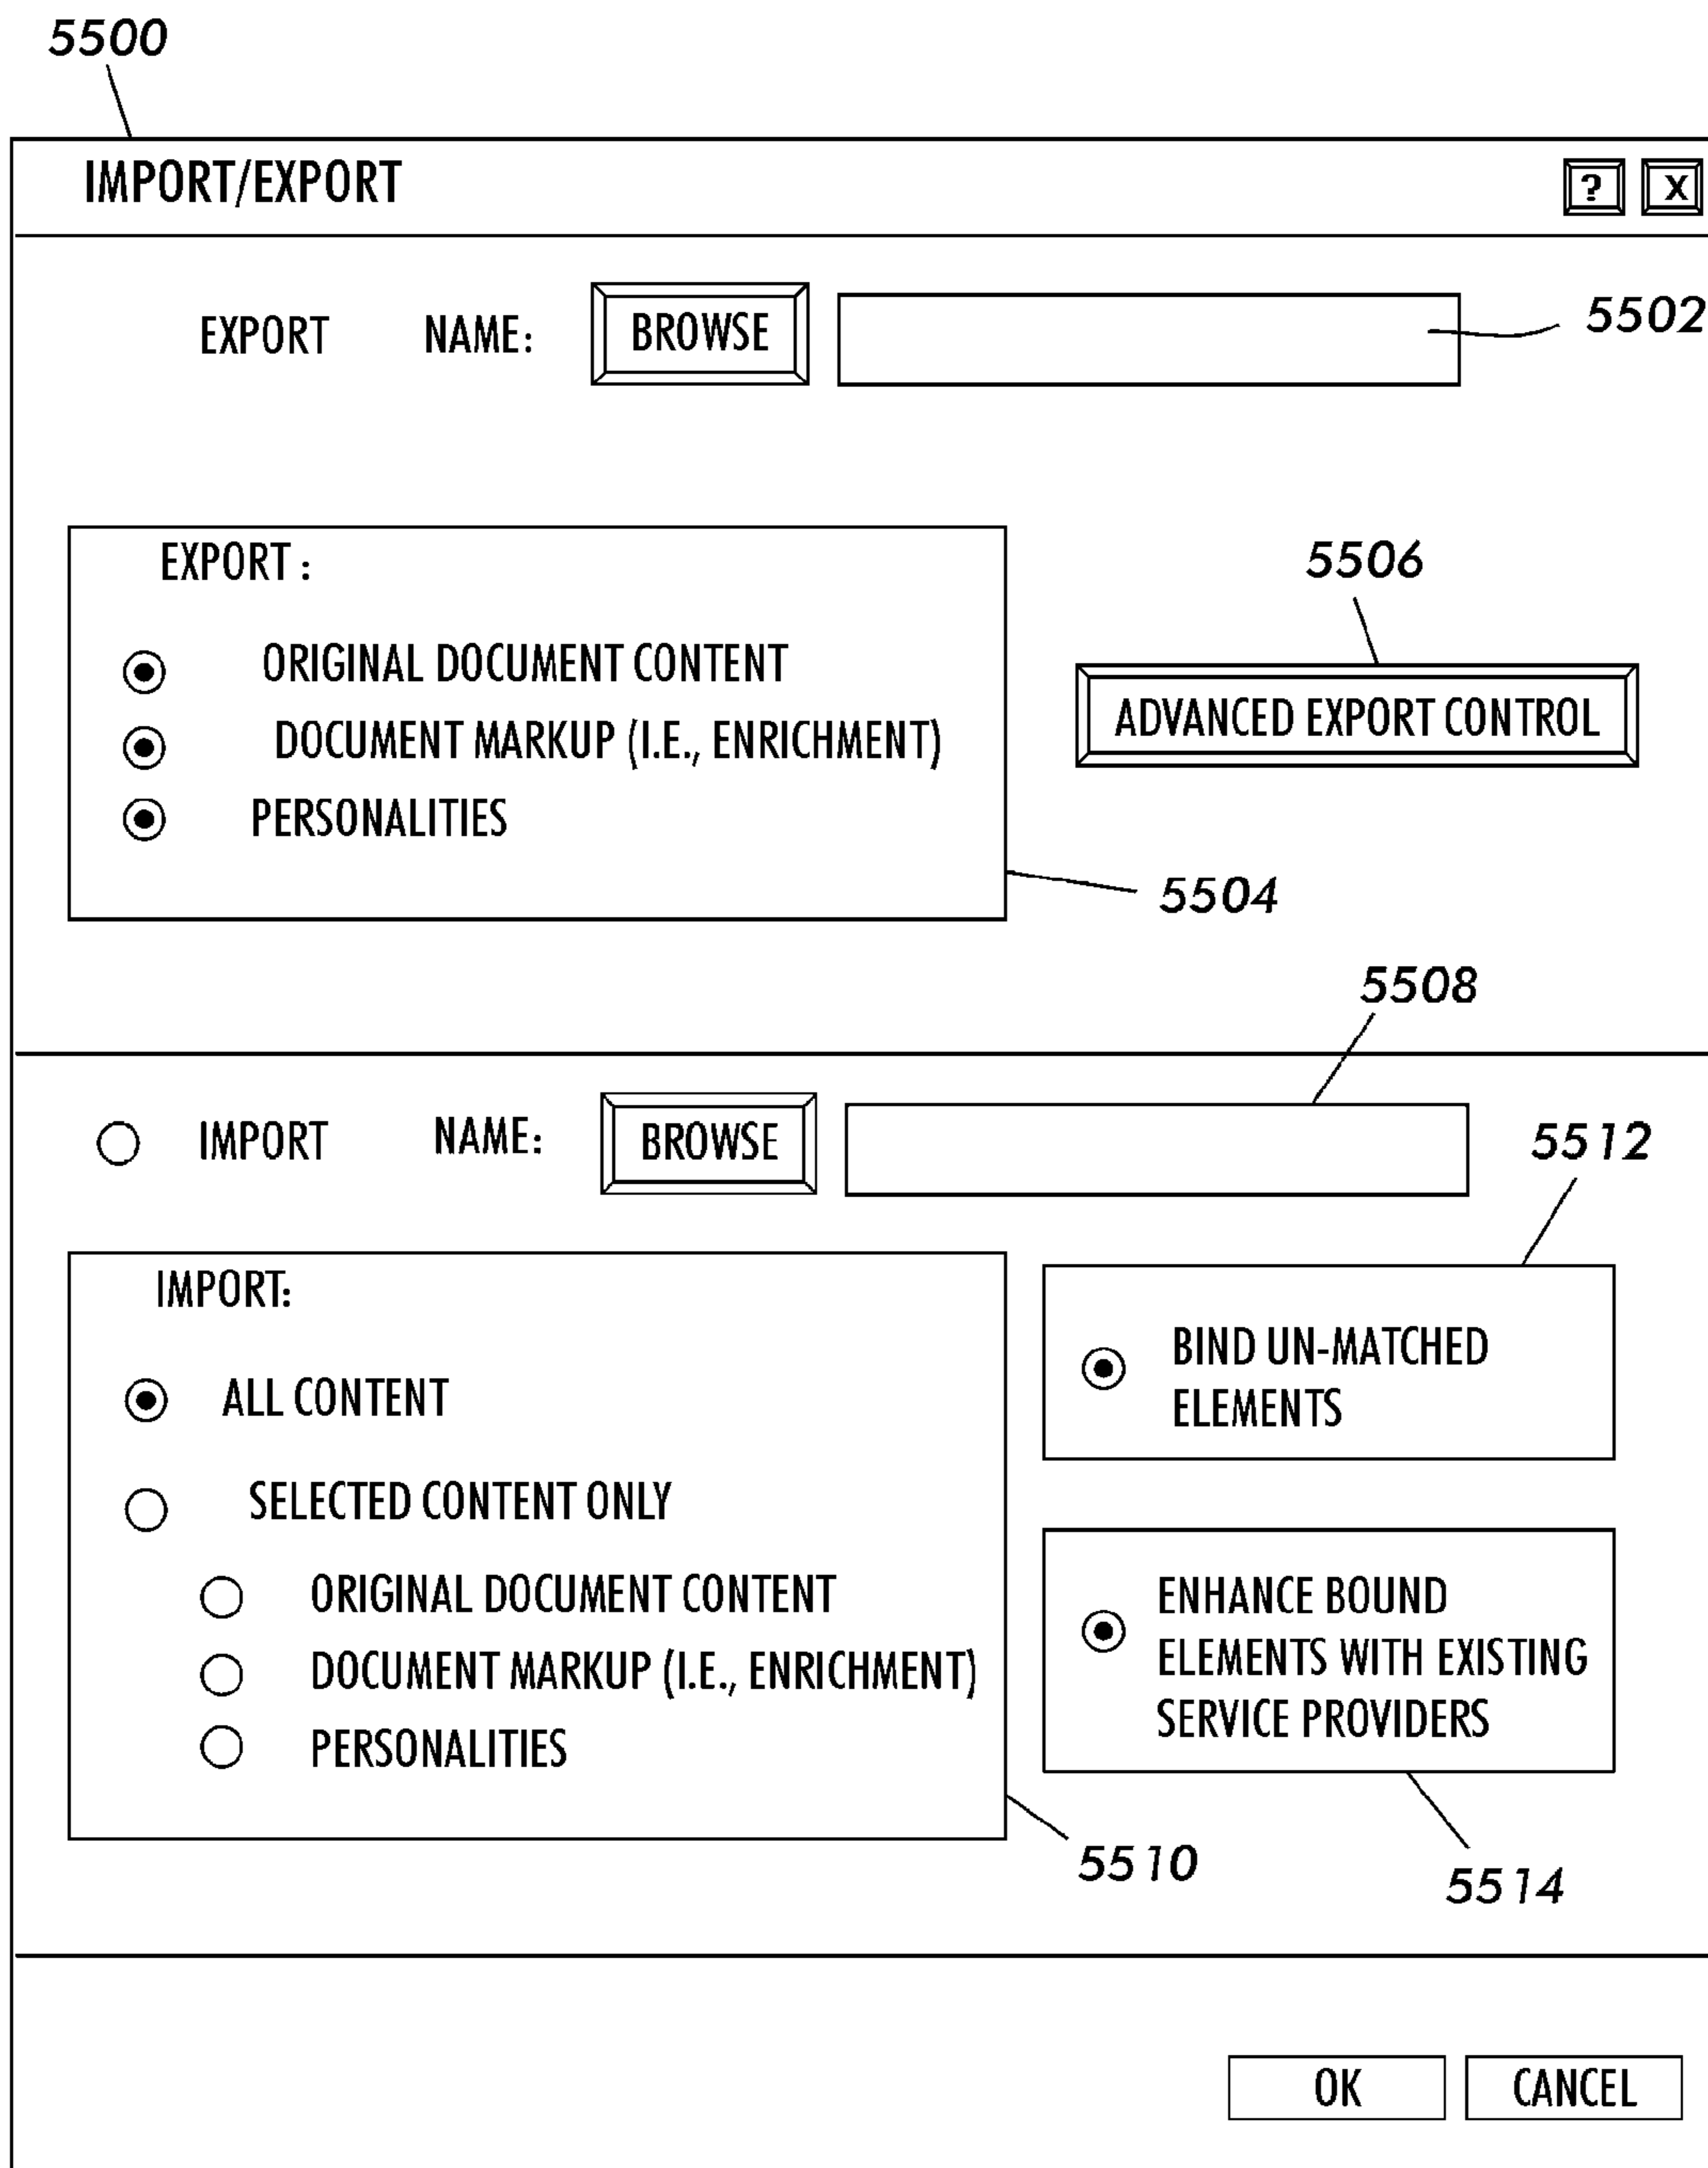 5500
IMPORT/EXPORT ? X
EXPORT NAME: BROWSE 5502
EXPORT :
5506
ORIGINAL DOCUMENT CONTENT
DOCUMENT MARKUP (I.E., ENRICHMENT)
ADVANCED EXPORT CONTROL
PERSONALITIES
5504
5508
IMPORT NAME: BROWSE
5512
IMPORT:
ALL CONTENT
SELECTED CONTENT ONLY
ORIGINAL DOCUMENT CONTENT
DOCUMENT MARKUP (I.E., ENRICHMENT)
PERSONALITIES
BIND UN-MATCHED
ELEMENTS
ENHANCE BOUND
ELEMENTS WITH EXISTING
SERVICE PROVIDERS
5510
5514
OK CANCEL